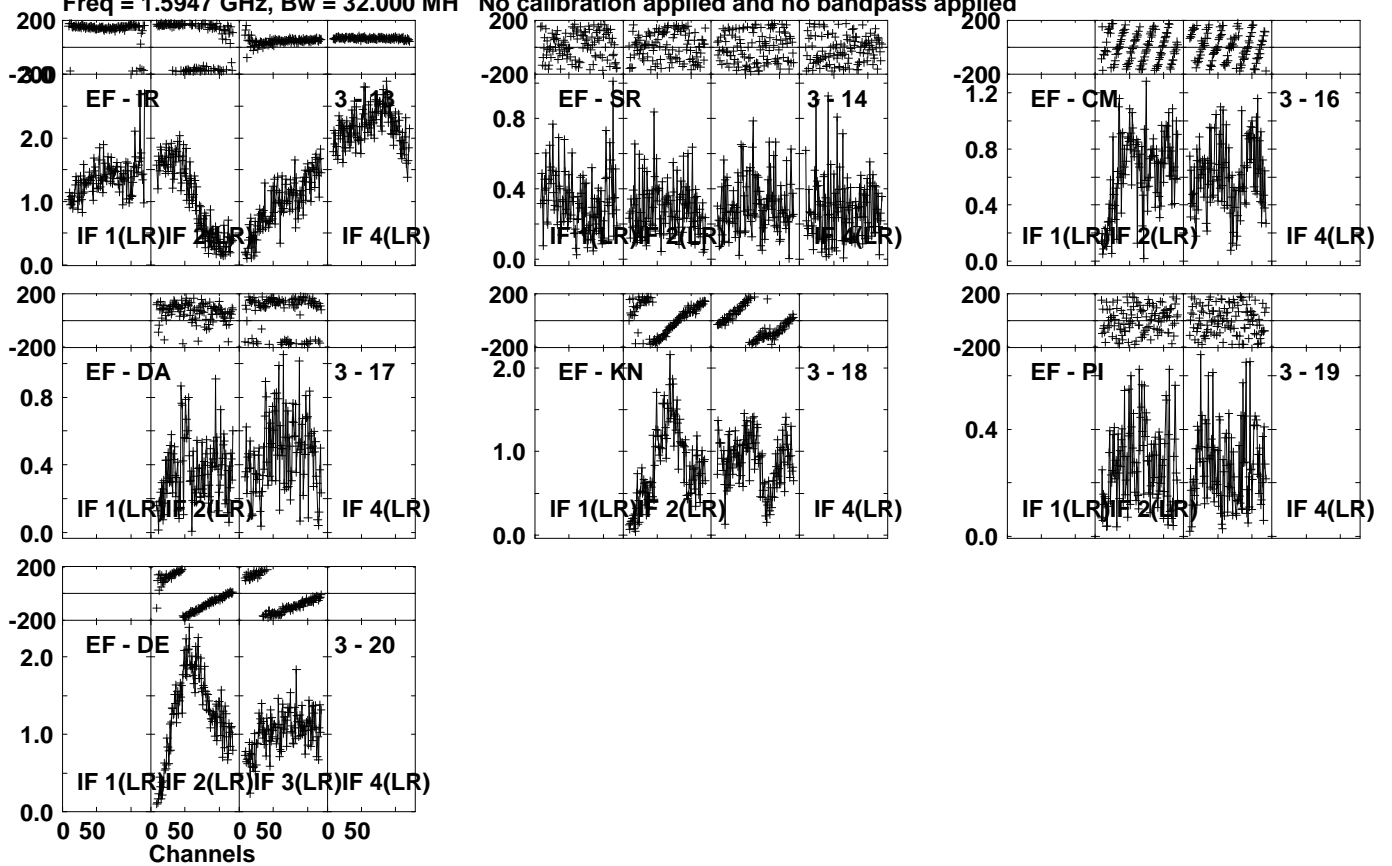 Freq = 1.5947 GHz, Bw = 32.000 MH No calibration applied and no bandpass applied
200
-200
EF - IR 3 - 13
2.0
1.0
0.0
IF 1(LR) IF 2(LR) IF 4(LR)
200
-200
EF - SR 3 - 14
0.8
0.4
0.0
IF 1(LR) IF 2(LR) IF 4(LR)
200
-200
EF - CM 3 - 16
1.2
0.8
0.4
0.0
IF 1(LR) IF 2(LR) IF 4(LR)
200
-200
EF - DA 3 - 17
0.8
0.4
0.0
IF 1(LR) IF 2(LR) IF 4(LR)
200
-200
EF - KN 3 - 18
2.0
1.0
0.0
IF 1(LR) IF 2(LR) IF 4(LR)
200
-200
EF - PI 3 - 19
0.4
0.0
IF 1(LR) IF 2(LR) IF 4(LR)
200
-200
EF - DE 3 - 20
2.0
1.0
0.0
IF 1(LR) IF 2(LR) IF 3(LR) IF 4(LR)
0 50 0 50 0 50 0 50
Channels